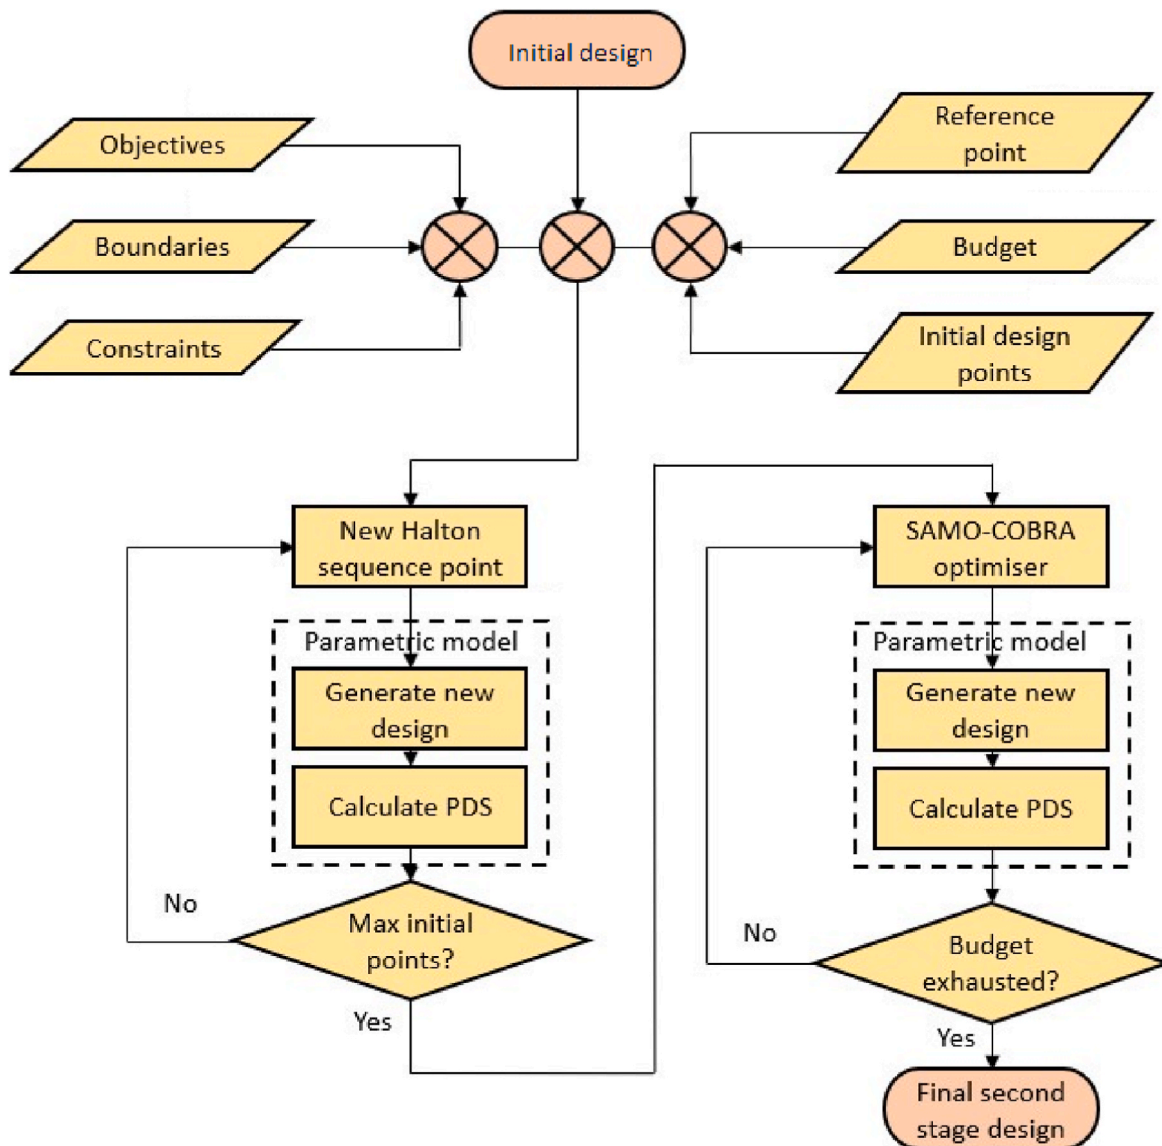 Initial design
Objectives
Boundaries
Constraints
Reference
point
Budget
Initial design
points
New Halton
sequence point
Parametric model
Generate new
design
Calculate PDS
No
Max initial
points?
Yes
SAMO-COBRA
optimiser
Parametric model
Generate new
design
Calculate PDS
No
Budget
exhausted?
Yes
Final second
stage design